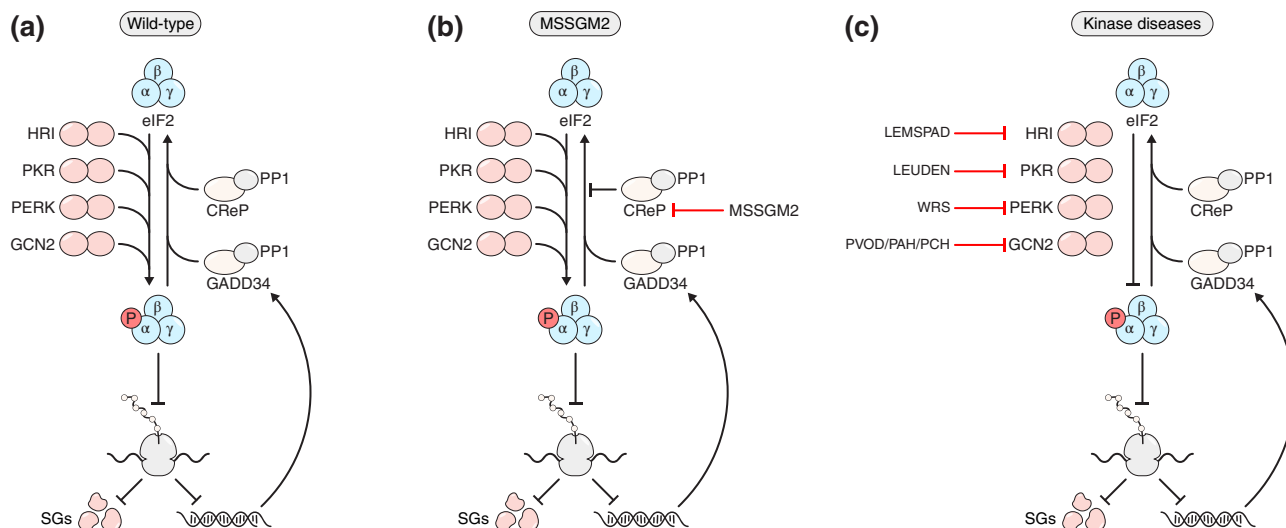 (a)
Wild-type
β
α γ
eIF2
HRI
PKR
PERK
GCN2
PP1
CReP
PP1
GADD34
P
β
α γ
SGs
(b)
MSSGM2
β
α γ
eIF2
HRI
PKR
PERK
GCN2
PP1
CReP
MSSGM2
PP1
GADD34
P
β
α γ
SGs
(c)
Kinase diseases
β
α γ
eIF2
LEMSPAD
HRI
LEUDEN
PKR
WRS
PERK
PVOD/PAH/PCH
GCN2
PP1
CReP
PP1
GADD34
P
β
α γ
SGs